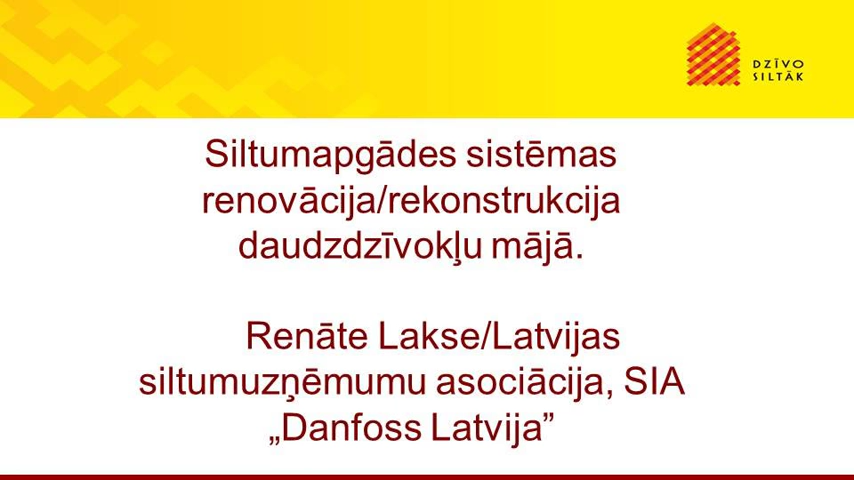 DZĪVO
SILTĀK
Siltumapgādes sistēmas
renovācija/rekonstrukcija
daudzdzīvokļu mājā.
Renāte Lakse/Latvijas
siltumuzņēmumu asociācija, SIA
„Danfoss Latvija”